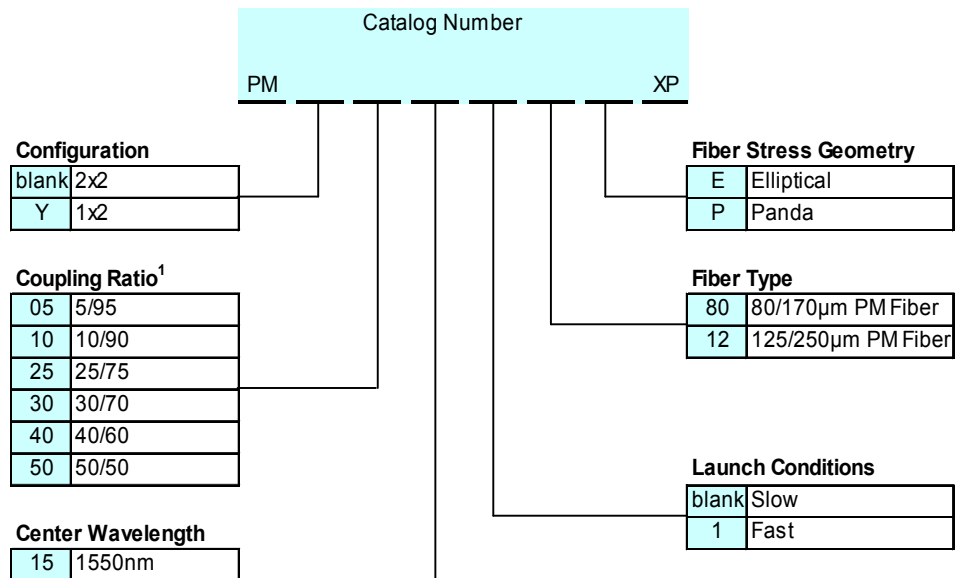 Catalog Number
PM XP
Configuration
blank 2x2
Y 1x2
Coupling Ratio1
05 5/95
10 10/90
25 25/75
30 30/70
40 40/60
50 50/50
Center Wavelength
15 1550nm
Fiber Stress Geometry
E Elliptical
P Panda
Fiber Type
80 80/170µm PM Fiber
12 125/250µm PM Fiber
Launch Conditions
blank Slow
1 Fast